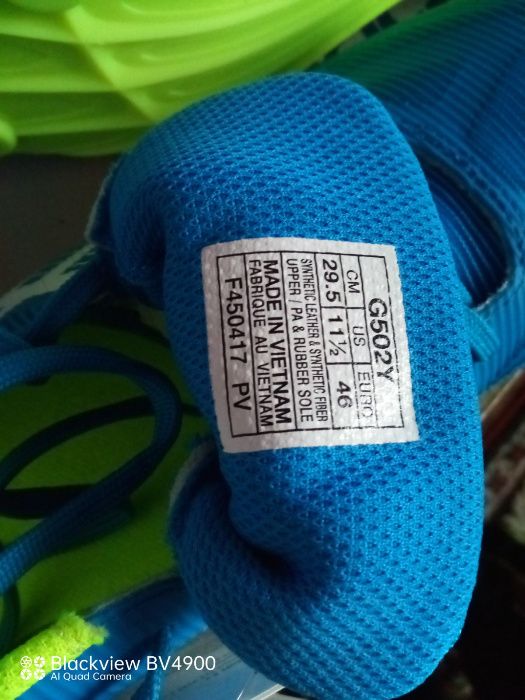 G502Y
CM US EURO
29.5 11½ 46
SYNTHETIC LEATHER & SYNTHETIC FIBER
UPPER / PA & RUBBER SOLE
MADE IN VIETNAM
FABRIQUE AU VIETNAM
F450417 PV
Blackview BV4900
AI Quad Camera